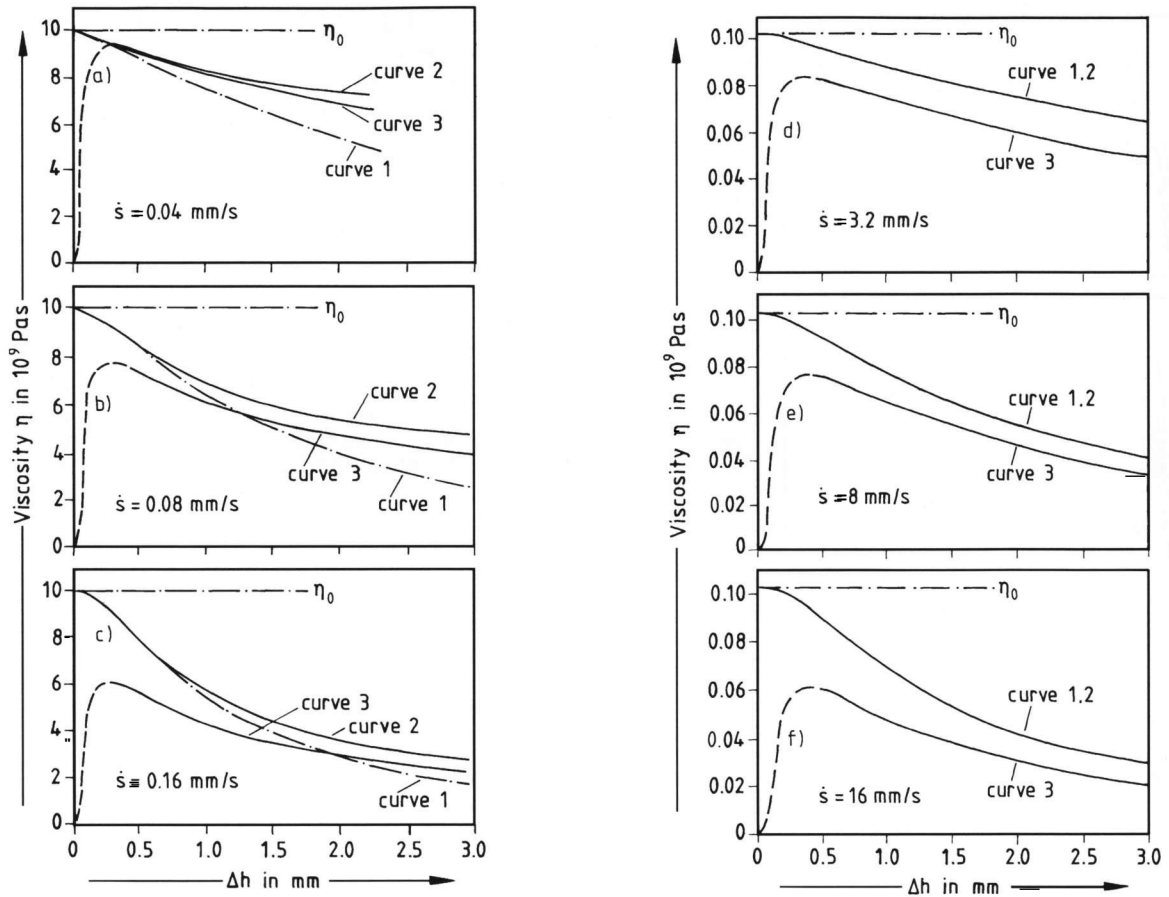 Viscosity η in 10⁹ Pas
10
8
6
4
2
0
η₀
a)
curve 2
curve 3
curve 1
ṡ = 0.04 mm/s
10
8
6
4
2
0
η₀
b)
curve 2
curve 3
curve 1
ṡ = 0.08 mm/s
10
8
6
4
2
0
η₀
c)
curve 3
curve 2
curve 1
ṡ ≡ 0.16 mm/s
0 0.5 1.0 1.5 2.0 2.5 3.0
Δh in mm
Viscosity η in 10⁹ Pas
0.10
0.08
0.06
0.04
0.02
0
η₀
d)
curve 1,2
curve 3
ṡ = 3.2 mm/s
0.10
0.08
0.06
0.04
0.02
0
η₀
e)
curve 1,2
curve 3
ṡ = 8 mm/s
0.10
0.08
0.06
0.04
0.02
0
η₀
f)
curve 1,2
curve 3
ṡ = 16 mm/s
0 0.5 1.0 1.5 2.0 2.5 3.0
Δh in mm